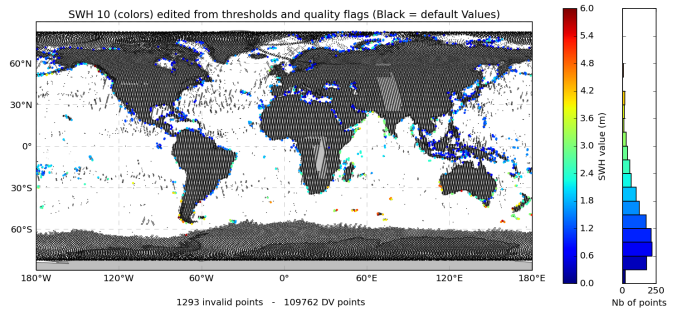 SWH 10 (colors) edited from thresholds and quality flags (Black = default Values)
60°N
30°N
0°
30°S
60°S
180°W 120°W 60°W 0° 60°E 120°E 180°E
1293 invalid points - 109762 DV points
6.0
5.4
4.8
4.2
3.6
3.0
2.4
1.8
1.2
0.6
0.0
SWH value (m)
0 250
Nb of points